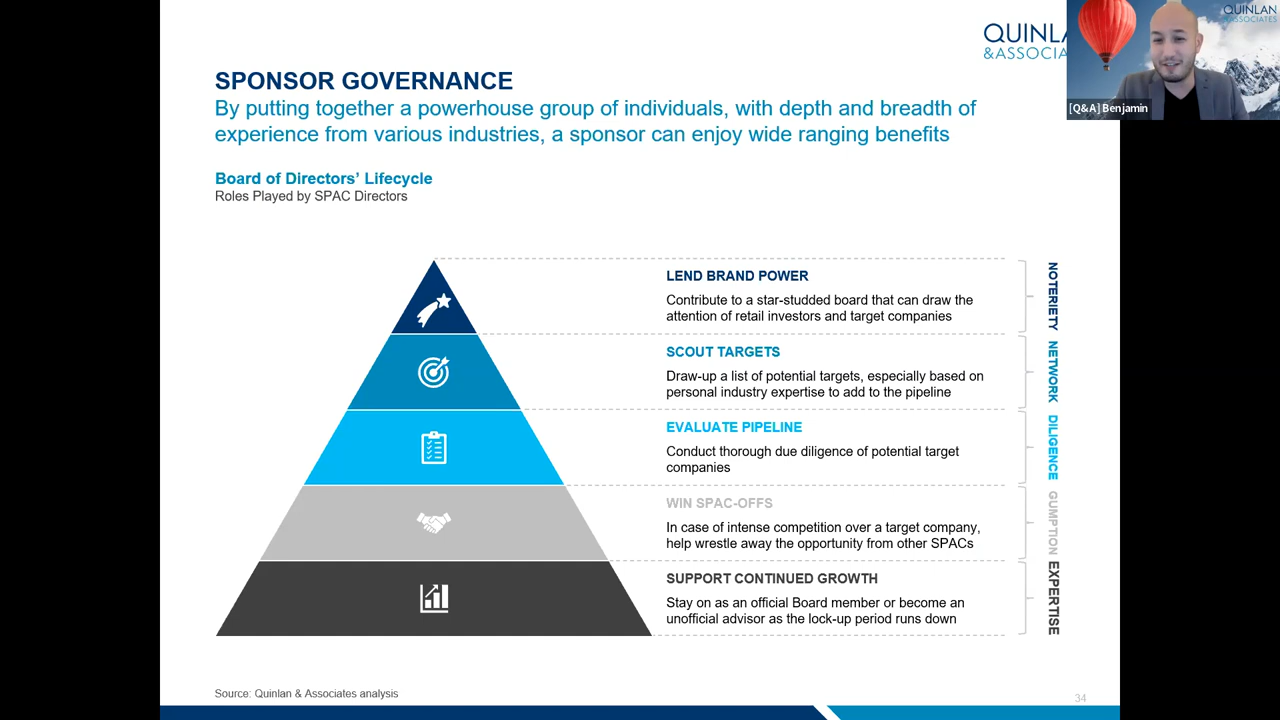 QUINLAN
& ASSOCIATES
QUINLA
&ASSOCIA
[Q&A] Benjamin
SPONSOR GOVERNANCE
By putting together a powerhouse group of individuals, with depth and breadth of
experience from various industries, a sponsor can enjoy wide ranging benefits
Board of Directors’ Lifecycle
Roles Played by SPAC Directors
LEND BRAND POWER
Contribute to a star-studded board that can draw the
attention of retail investors and target companies
NOTERIETY
SCOUT TARGETS
Draw-up a list of potential targets, especially based on
personal industry expertise to add to the pipeline
NETWORK
EVALUATE PIPELINE
Conduct thorough due diligence of potential target
companies
DILIGENCE
WIN SPAC-OFFS
In case of intense competition over a target company,
help wrestle away the opportunity from other SPACs
GUMPTION
SUPPORT CONTINUED GROWTH
Stay on as an official Board member or become an
unofficial advisor as the lock-up period runs down
EXPERTISE
Source: Quinlan & Associates analysis
34